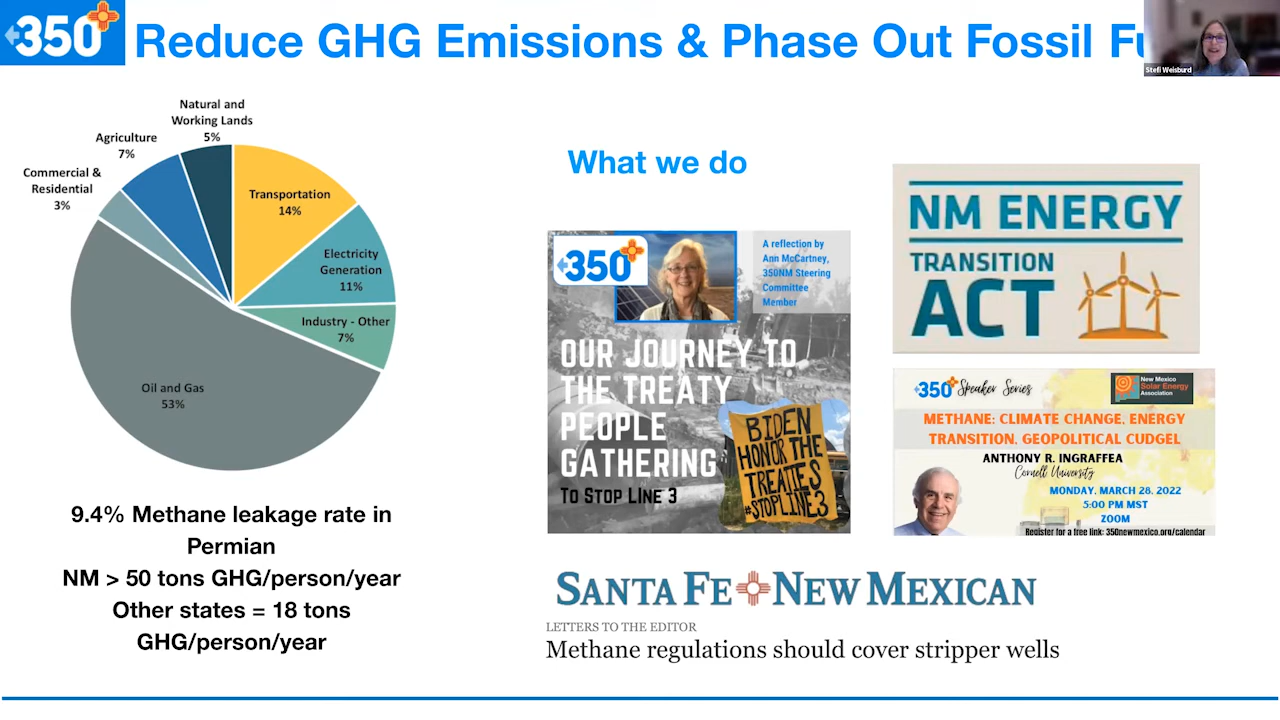 350
Reduce GHG Emissions & Phase Out Fossil Fu
Stefi Weisburd
Natural and
Working Lands
5%
Agriculture
7%
Commercial &
Residential
3%
Transportation
14%
Electricity
Generation
11%
Industry - Other
7%
Oil and Gas
53%
9.4% Methane leakage rate in
Permian
NM > 50 tons GHG/person/year
Other states = 18 tons
GHG/person/year
What we do
350
A reflection by
Ann McCartney,
350NM Steering
Committee
Member
OUR JOURNEY TO
THE TREATY
PEOPLE
GATHERING
TO STOP LINE 3
BIDEN
HONOR THE
TREATIES
#STOPLINE3
NM ENERGY
TRANSITION
ACT
350 Speaker Series
New Mexico
Solar Energy
Association
METHANE: CLIMATE CHANGE, ENERGY
TRANSITION, GEOPOLITICAL CUDGEL
ANTHONY R. INGRAFFEA
Cornell University
MONDAY, MARCH 28, 2022
5:00 PM MST
ZOOM
Register for a free link: 350newmexico.org/calendar
SANTA FE NEW MEXICAN
LETTERS TO THE EDITOR
Methane regulations should cover stripper wells